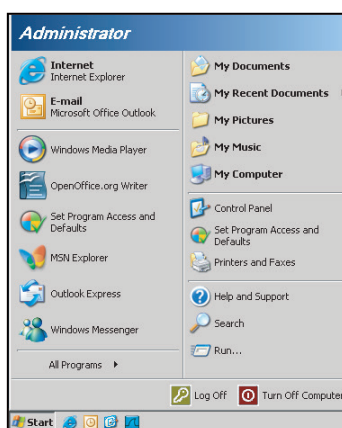 Administrator
Internet
Internet Explorer
E-mail
Microsoft Office Outlook
Windows Media Player
OpenOffice.org Writer
Set Program Access and
Defaults
MSN Explorer
Outlook Express
Windows Messenger
All Programs
My Documents
My Recent Documents
My Pictures
My Music
My Computer
Control Panel
Set Program Access and
Defaults
Printers and Faxes
Help and Support
Search
Run...
Log Off
Turn Off Computer
Start